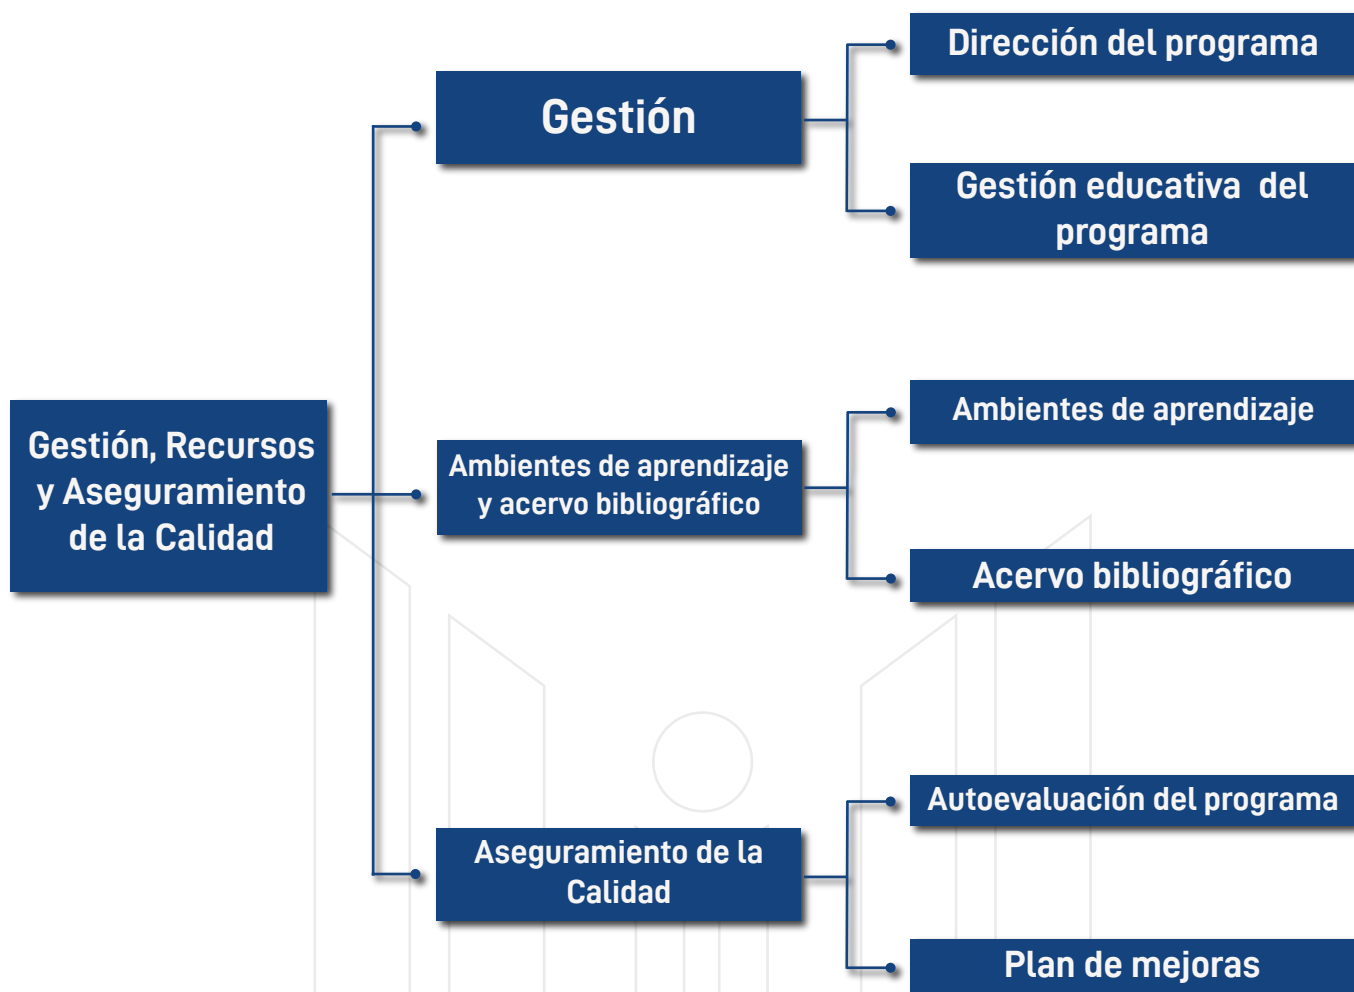 Dirección del programa
Gestión
Gestión educativa del
programa
Gestión, Recursos
y Aseguramiento
de la Calidad
Ambientes de aprendizaje
y acervo bibliográfico
Ambientes de aprendizaje
Acervo bibliográfico
Aseguramiento de la
Calidad
Autoevaluación del programa
Plan de mejoras